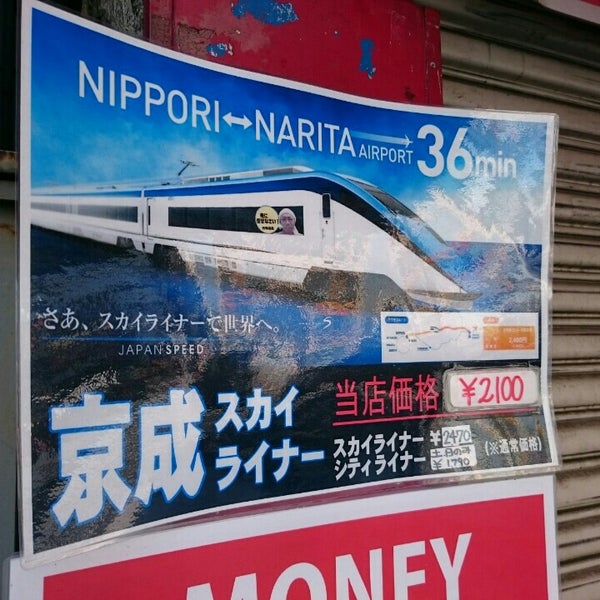 NIPPORI↔NARITA AIRPORT 36min
さあ、スカイライナーで世界へ。
JAPAN SPEED
京成スカイライナー
当店価格 ¥2100
スカイライナー ¥2470
シティライナー ¥1790
(※通常価格)
MONEY